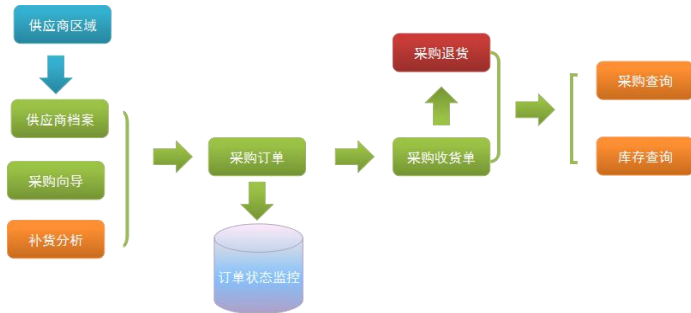 供应商区域
供应商档案
采购向导
补货分析
采购订单
订单状态监控
采购退货
采购收货单
采购查询
库存查询